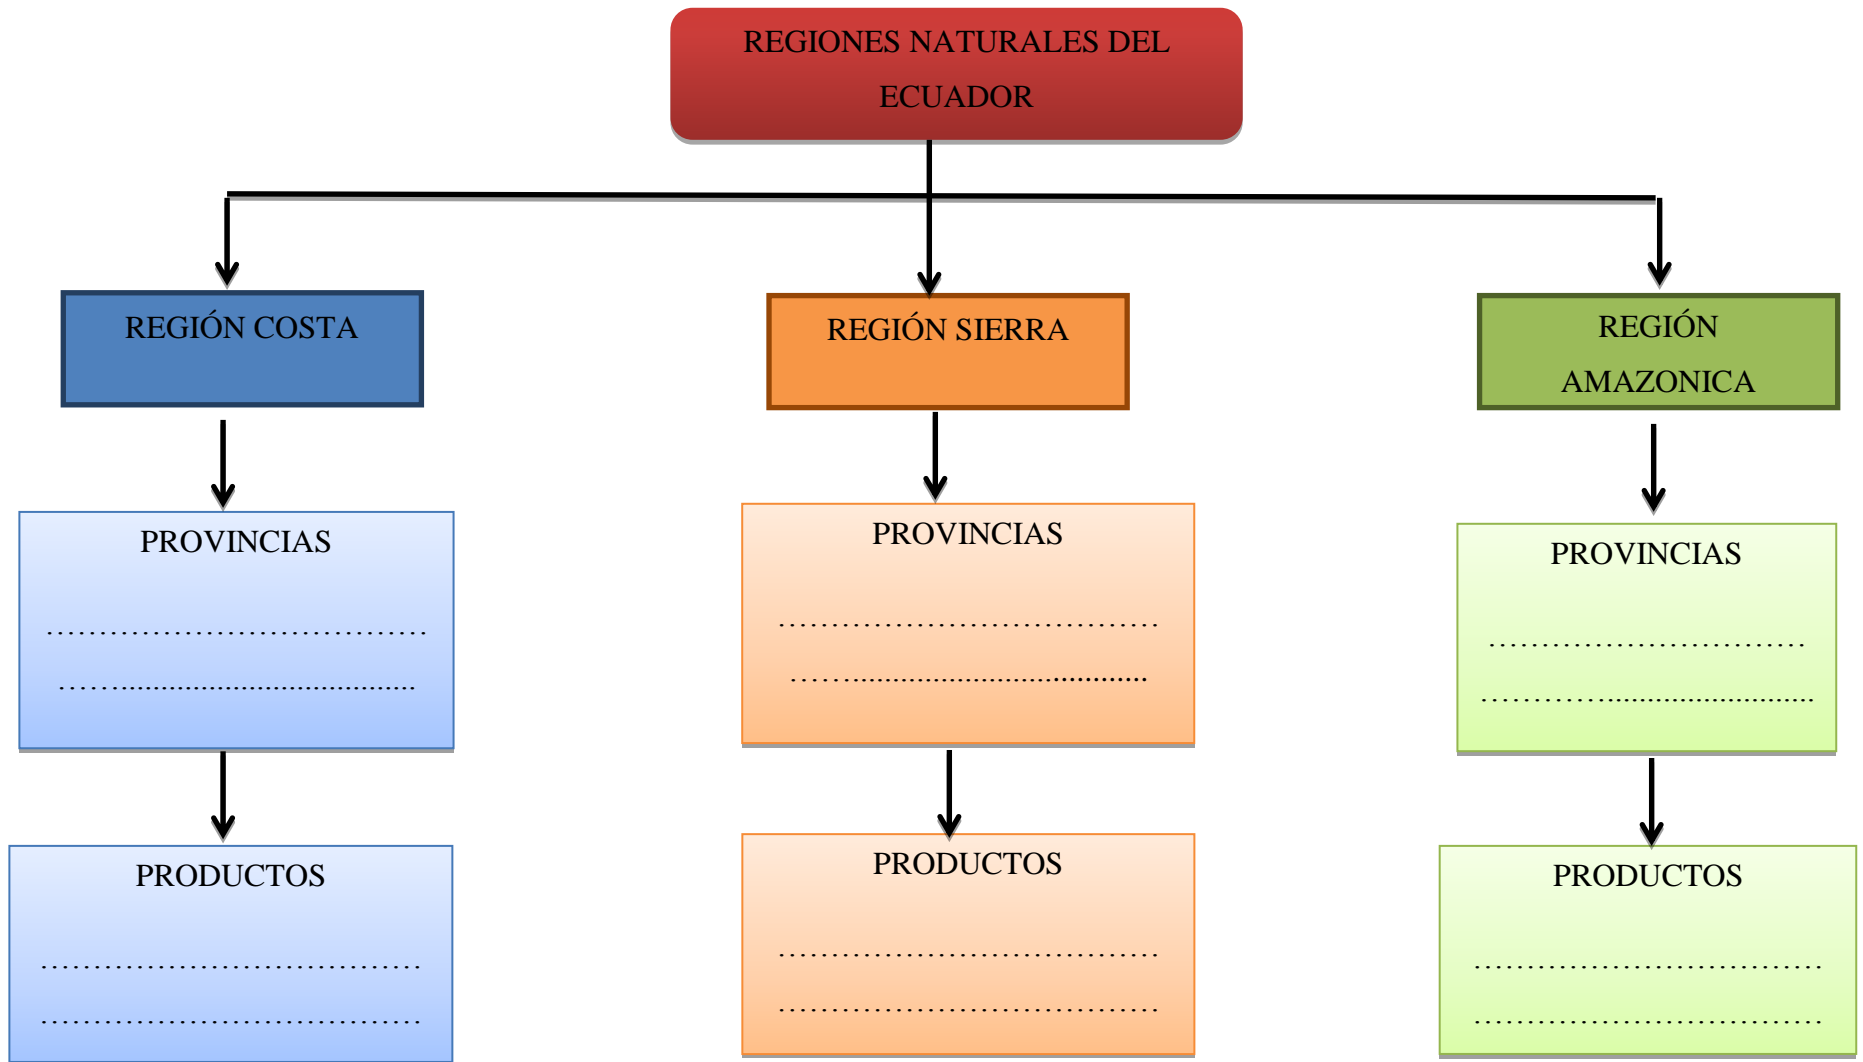 REGIONES NATURALES DEL
ECUADOR
REGIÓN COSTA
REGIÓN SIERRA
REGIÓN
AMAZONICA
PROVINCIAS
……………………………….
……......................................
PROVINCIAS
……………………………….
……......................................
PROVINCIAS
…………………………
…………..........................
PRODUCTOS
………………………………
………………………………
PRODUCTOS
………………………………
………………………………
PRODUCTOS
……………………………
……………………………